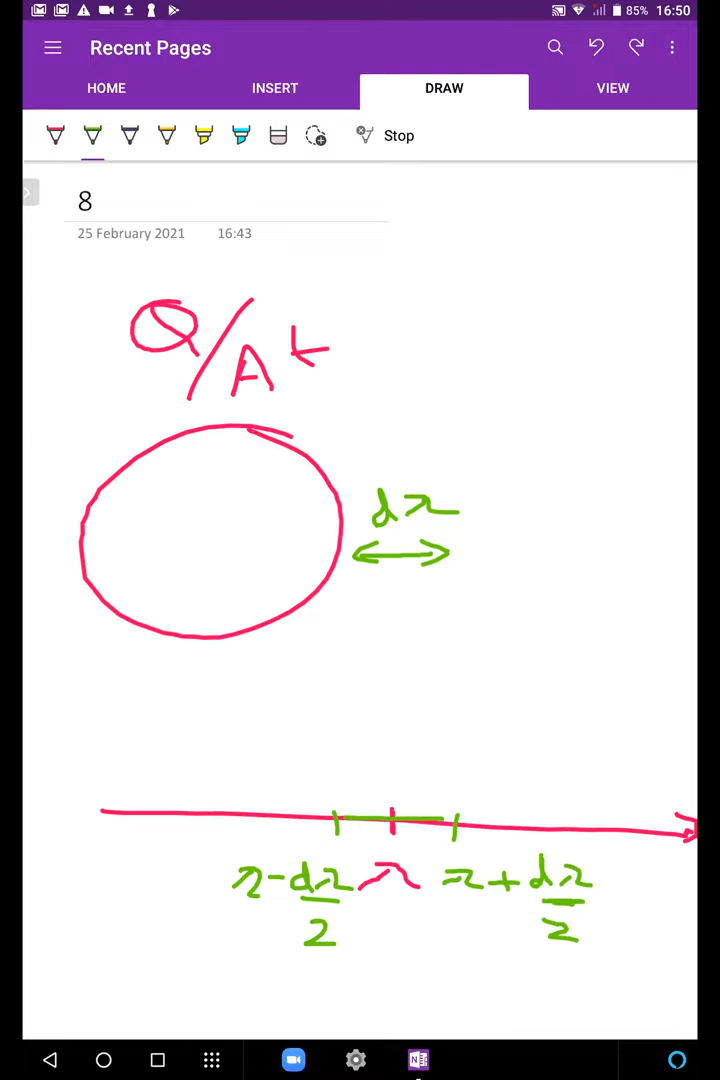 85% 16:50
Recent Pages
HOME INSERT DRAW VIEW
Stop
8
25 February 2021 16:43
Q/A t
dx
x-dx/2 x x+dx/2